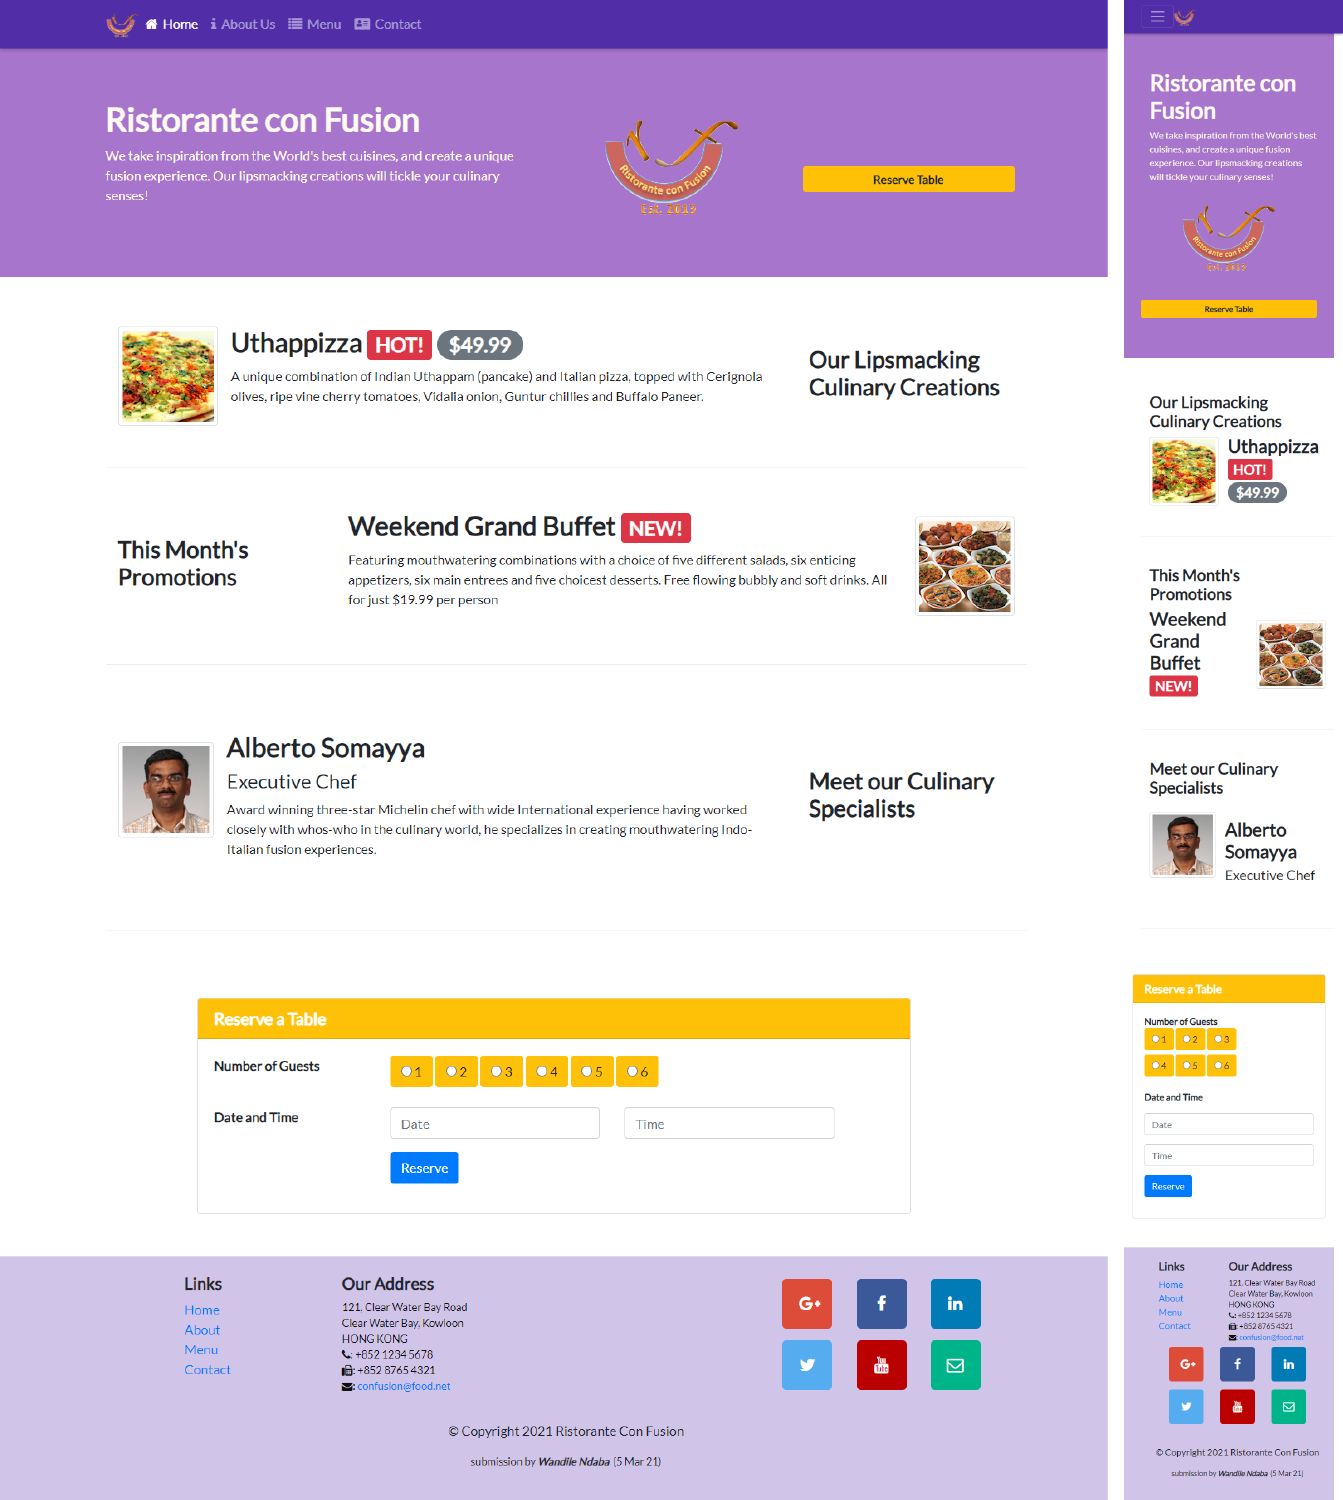 Home About Us Menu Contact
Ristorante con Fusion
We take inspiration from the World's best cuisines, and create a unique
fusion experience. Our lipsmacking creations will tickle your culinary
senses!
Ristorante con Fusion
Est. 2019
Reserve Table
Uthappizza HOT! $49.99
A unique combination of Indian Uthappam (pancake) and Italian pizza, topped with Cerignola
olives, ripe vine cherry tomatoes, Vidalia onion, Guntur chillies and Buffalo Paneer.
Our Lipsmacking
Culinary Creations
This Month's
Promotions
Weekend Grand Buffet NEW!
Featuring mouthwatering combinations with a choice of five different salads, six enticing
appetizers, six main entrees and five choicest desserts. Free flowing bubbly and soft drinks. All
for just $19.99 per person
Alberto Somayya
Executive Chef
Award winning three-star Michelin chef with wide International experience having worked
closely with whos-who in the culinary world, he specializes in creating mouthwatering Indo-
Italian fusion experiences.
Meet our Culinary
Specialists
Reserve a Table
Number of Guests
1 2 3 4 5 6
Date and Time
Date Time
Reserve
Links
Home
About
Menu
Contact
Our Address
121, Clear Water Bay Road
Clear Water Bay, Kowloon
HONG KONG
: +852 1234 5678
: +852 8765 4321
: confusion@food.net
G+ f in
You Tube
© Copyright 2021 Ristorante Con Fusion
submission by Wandile Ndaba (5 Mar 21)
Ristorante con
Fusion
We take inspiration from the World's best
cuisines, and create a unique fusion
experience. Our lipsmacking creations
will tickle your culinary senses!
Ristorante con Fusion
Est. 2019
Reserve Table
Our Lipsmacking
Culinary Creations
Uthappizza
HOT!
$49.99
This Month's
Promotions
Weekend
Grand
Buffet
NEW!
Meet our Culinary
Specialists
Alberto
Somayya
Executive Chef
Reserve a Table
Number of Guests
1 2 3
4 5 6
Date and Time
Date
Time
Reserve
Links
Home
About
Menu
Contact
Our Address
121, Clear Water Bay Road
Clear Water Bay, Kowloon
HONG KONG
: +852 1234 5678
: +852 8765 4321
: confusion@food.net
G+ f in
You Tube
© Copyright 2021 Ristorante Con Fusion
submission by Wandile Ndaba (5 Mar 21)